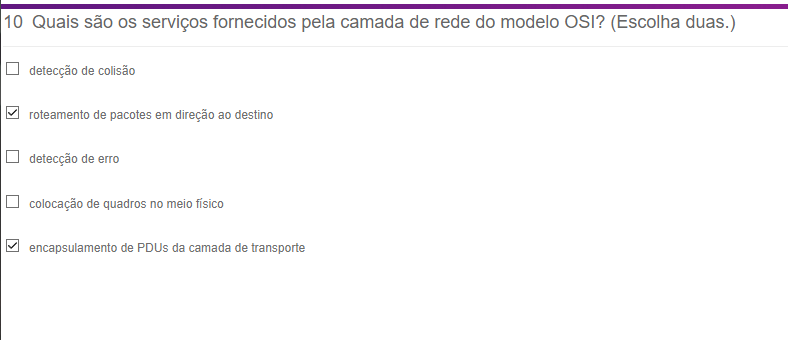 10 Quais são os serviços fornecidos pela camada de rede do modelo OSI? (Escolha duas.)
detecção de colisão
roteamento de pacotes em direção ao destino
detecção de erro
colocação de quadros no meio físico
encapsulamento de PDUs da camada de transporte